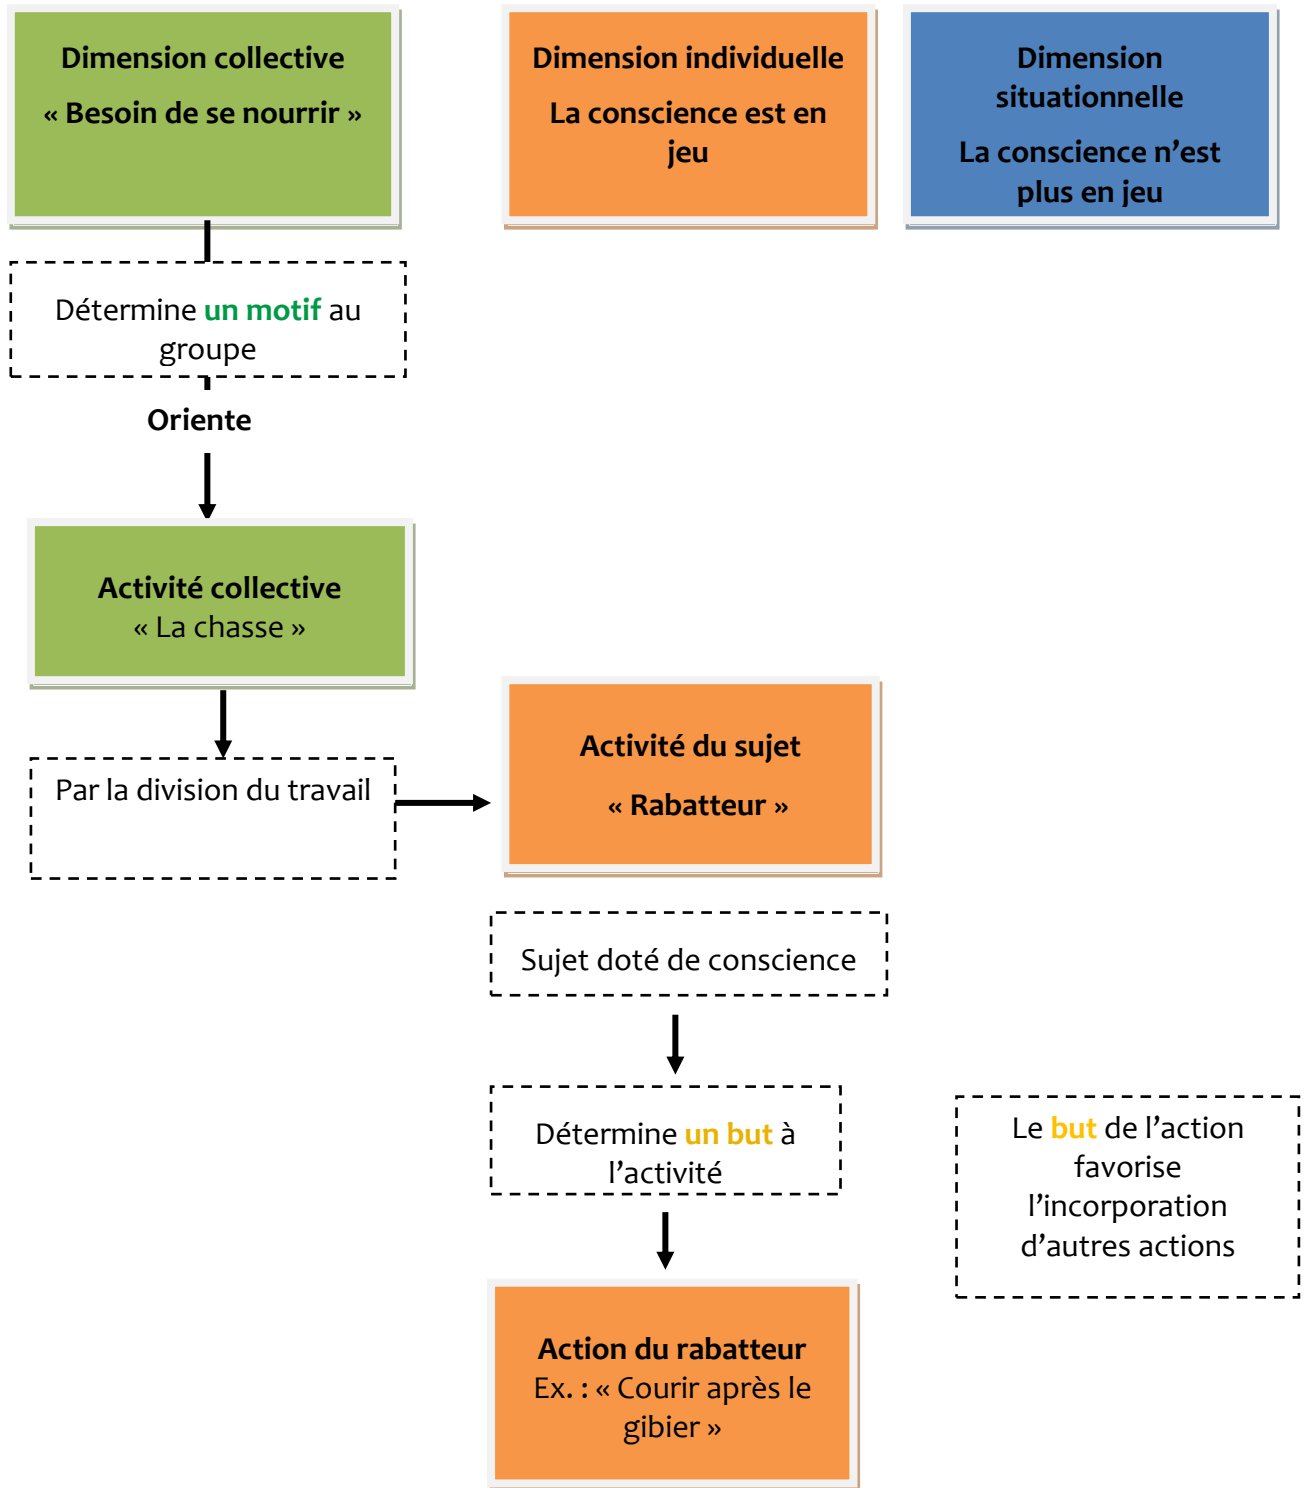 Dimension collective
« Besoin de se nourrir »
Dimension individuelle
La conscience est en
jeu
Dimension
situationnelle
La conscience n’est
plus en jeu
Détermine un motif au
groupe
Oriente
Activité collective
« La chasse »
Par la division du travail
Activité du sujet
« Rabatteur »
Sujet doté de conscience
Détermine un but à
l’activité
Le but de l’action
favorise
l’incorporation
d’autres actions
Action du rabatteur
Ex. : « Courir après le
gibier »